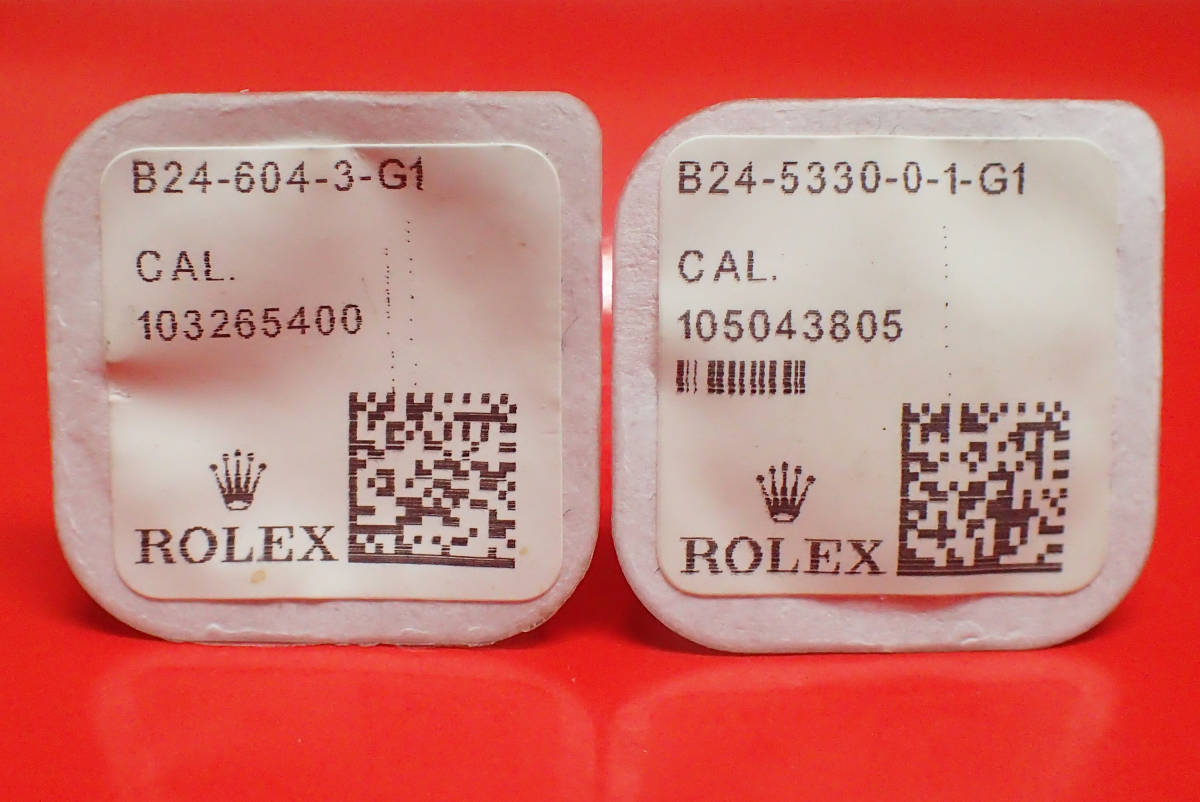 B24-604-3-G1
CAL.
103265400
ROLEX
B24-5330-0-1-G1
CAL.
105043805
ROLEX